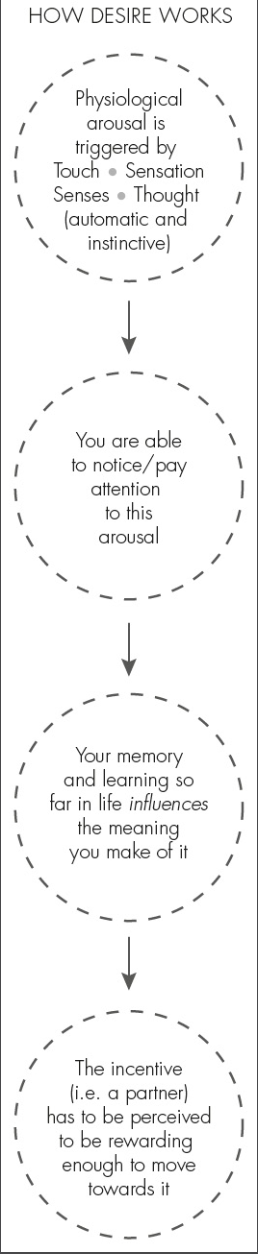 HOW DESIRE WORKS
Physiological
arousal is
triggered by
Touch • Sensation
Senses • Thought
(automatic and
instinctive)
You are able
to notice/pay
attention
to this
arousal
Your memory
and learning so
far in life influences
the meaning
you make of it
The incentive
(i.e. a partner)
has to be perceived
to be rewarding
enough to move
towards it